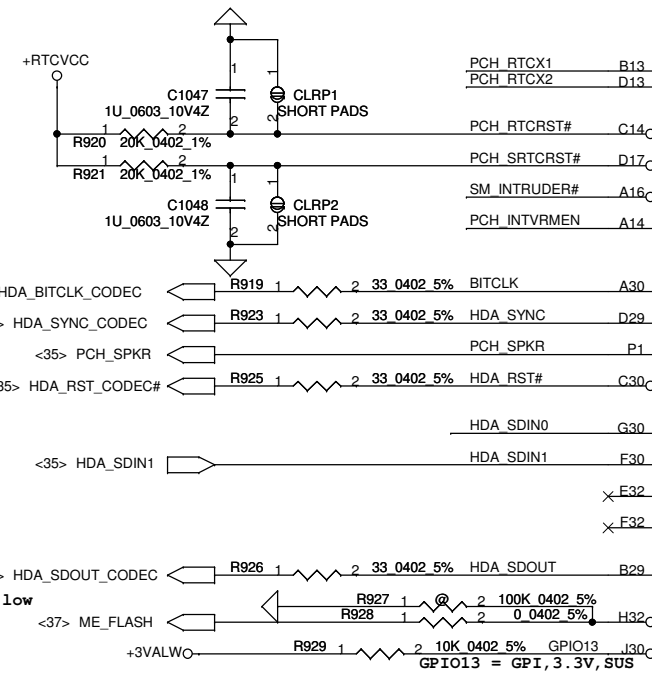 +RTCVCC
PCH_RTCX1 B13
PCH_RTCX2 D13
1 1
C1047 CLRP1
1U_0603_10V4Z SHORT PADS
2 2
PCH_RTCRST# C14
1 2
R920 20K_0402_1%
PCH_SRTCRST# D17
1 2
R921 20K_0402_1%
1 1
SM_INTRUDER# A16
C1048 CLRP2
1U_0603_10V4Z SHORT PADS
2 2
PCH_INTVRMEN A14
HDA_BITCLK_CODEC R919 1 2 33_0402_5% BITCLK A30
> HDA_SYNC_CODEC R923 1 2 33_0402_5% HDA_SYNC D29
<35> PCH_SPKR PCH_SPKR P1
35> HDA_RST_CODEC# R925 1 2 33_0402_5% HDA_RST# C30
HDA_SDIN0 G30
<35> HDA_SDIN1 HDA_SDIN1 F30
E32
F32
> HDA_SDOUT_CODEC R926 1 2 33_0402_5% HDA_SDOUT B29
low
R927 1 @ 2 100K_0402_5%
<37> ME_FLASH R928 1 2 0_0402_5% H32
+3VALW R929 1 2 10K_0402_5% GPIO13 J30
GPIO13 = GPI,3.3V,SUS